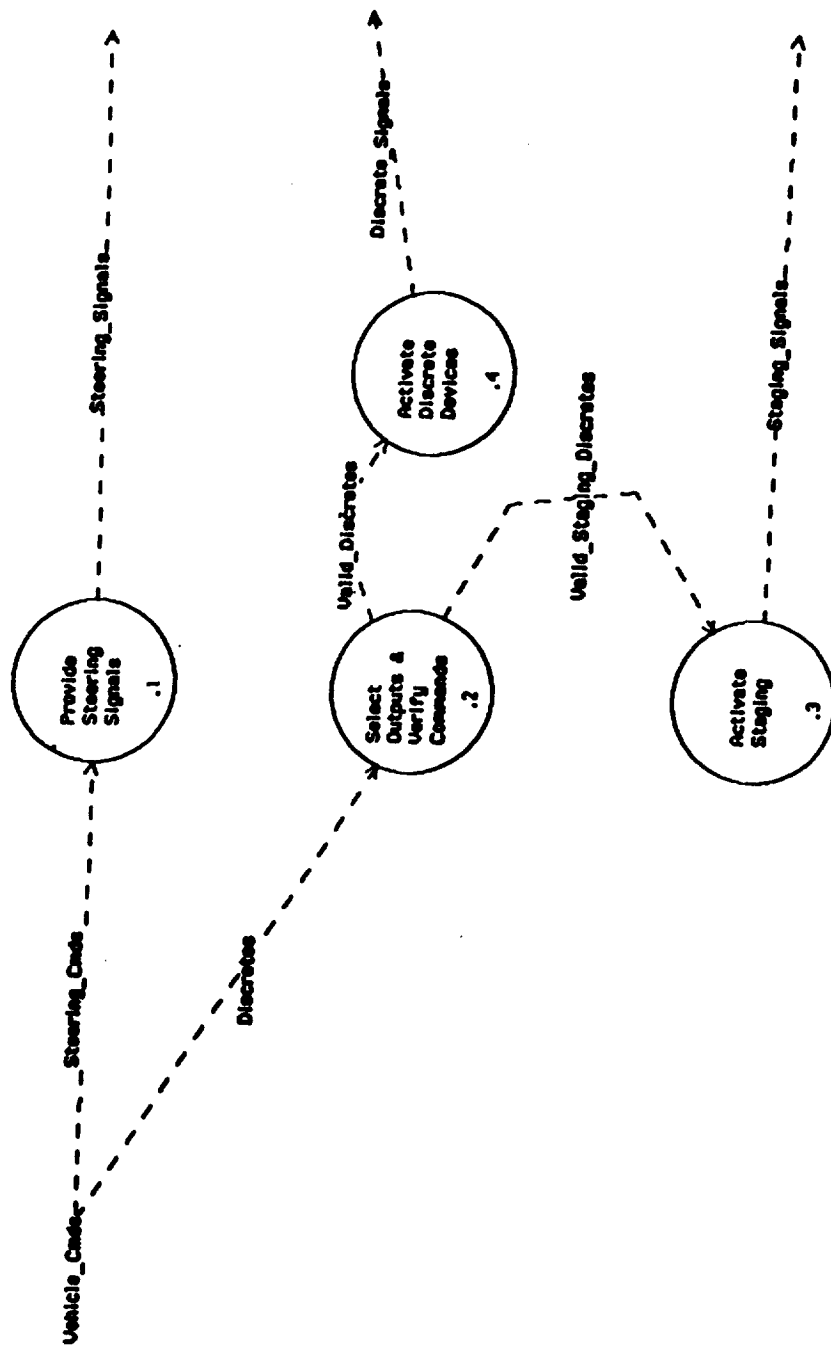 Vehicle_Cmds
Steering_Cmds
Provide
Steering
Signals
.1
Steering_Signals
Discretes
Select
Outputs &
Verify
Commands
.2
Valid_Discretes
Activate
Discrete
Devices
.4
Discrete_Signals
Valid_Staging_Discretes
Activate
Staging
.3
Staging_Signals